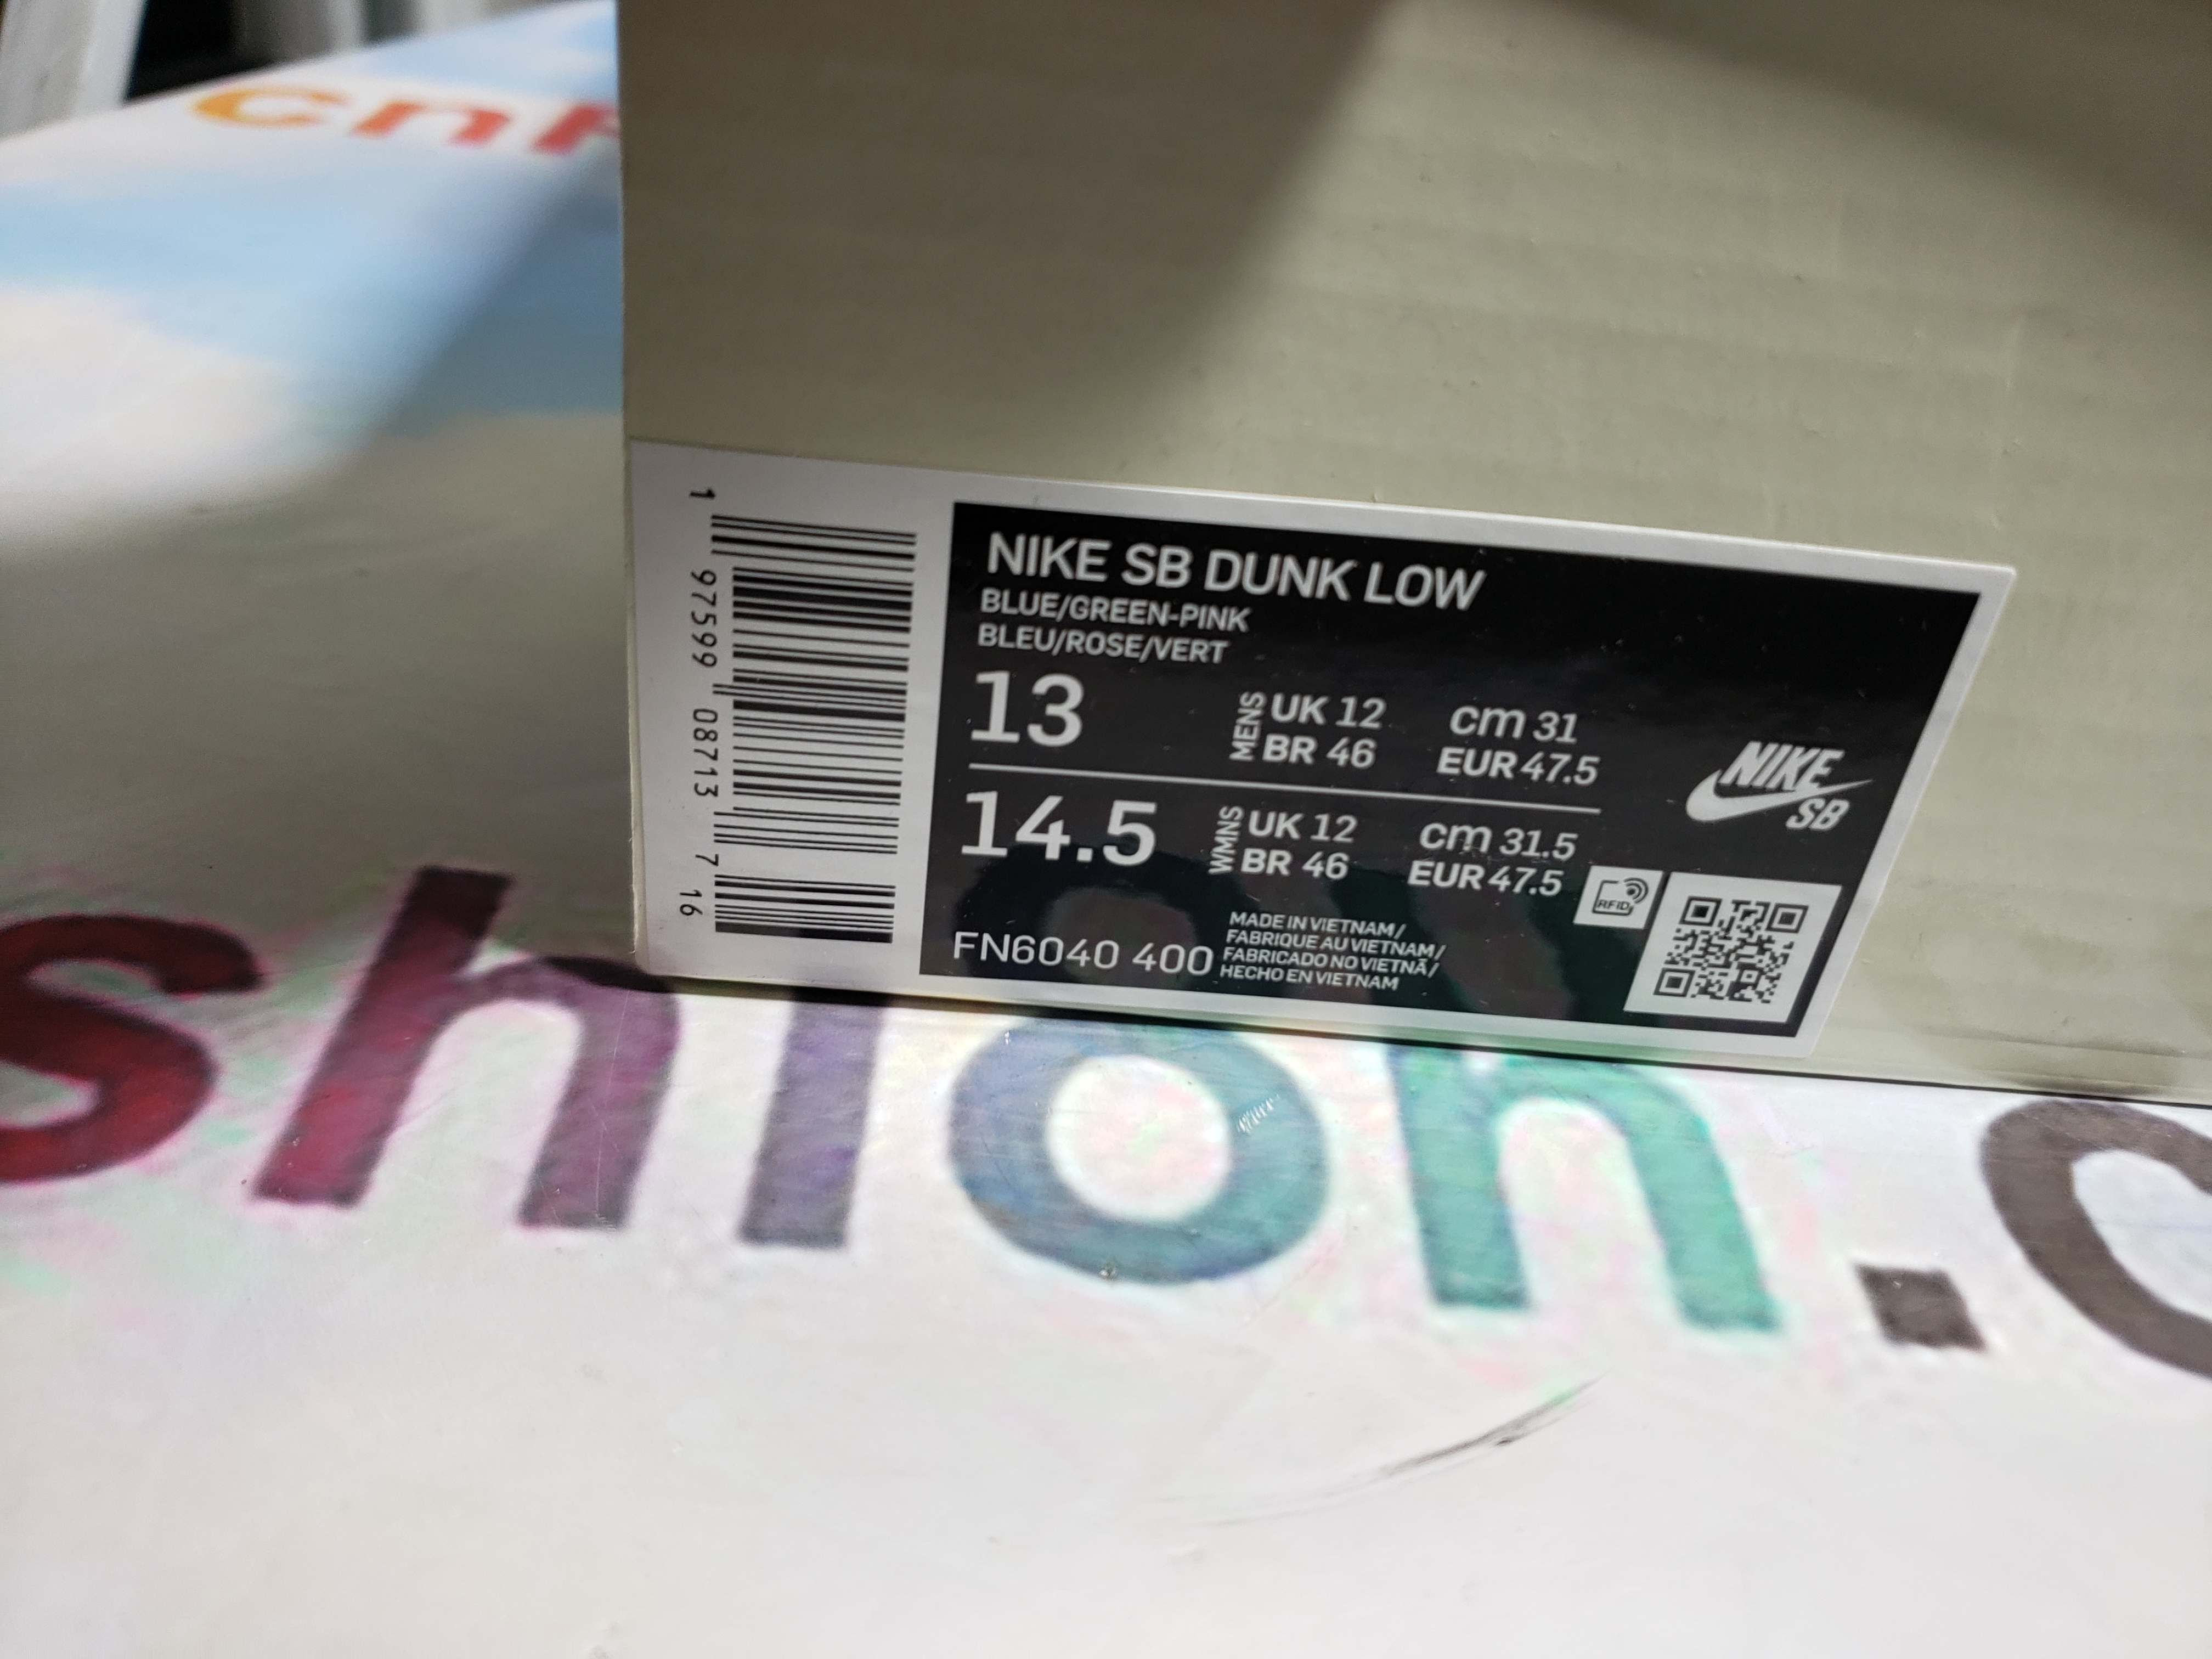 cnF
1 97599 08713 7 16
NIKE SB DUNK LOW
BLUE/GREEN-PINK
BLEU/ROSE/VERT
13
MENS
UK 12
cm 31
BR 46
EUR 47.5
14.5
WMNS
UK 12
cm 31.5
BR 46
EUR 47.5
NIKE
SB
RFID
FN6040 400
MADE IN VIETNAM/
FABRIQUE AU VIETNAM/
FABRICADO NO VIETNÃ/
HECHO EN VIETNAM
shion.c